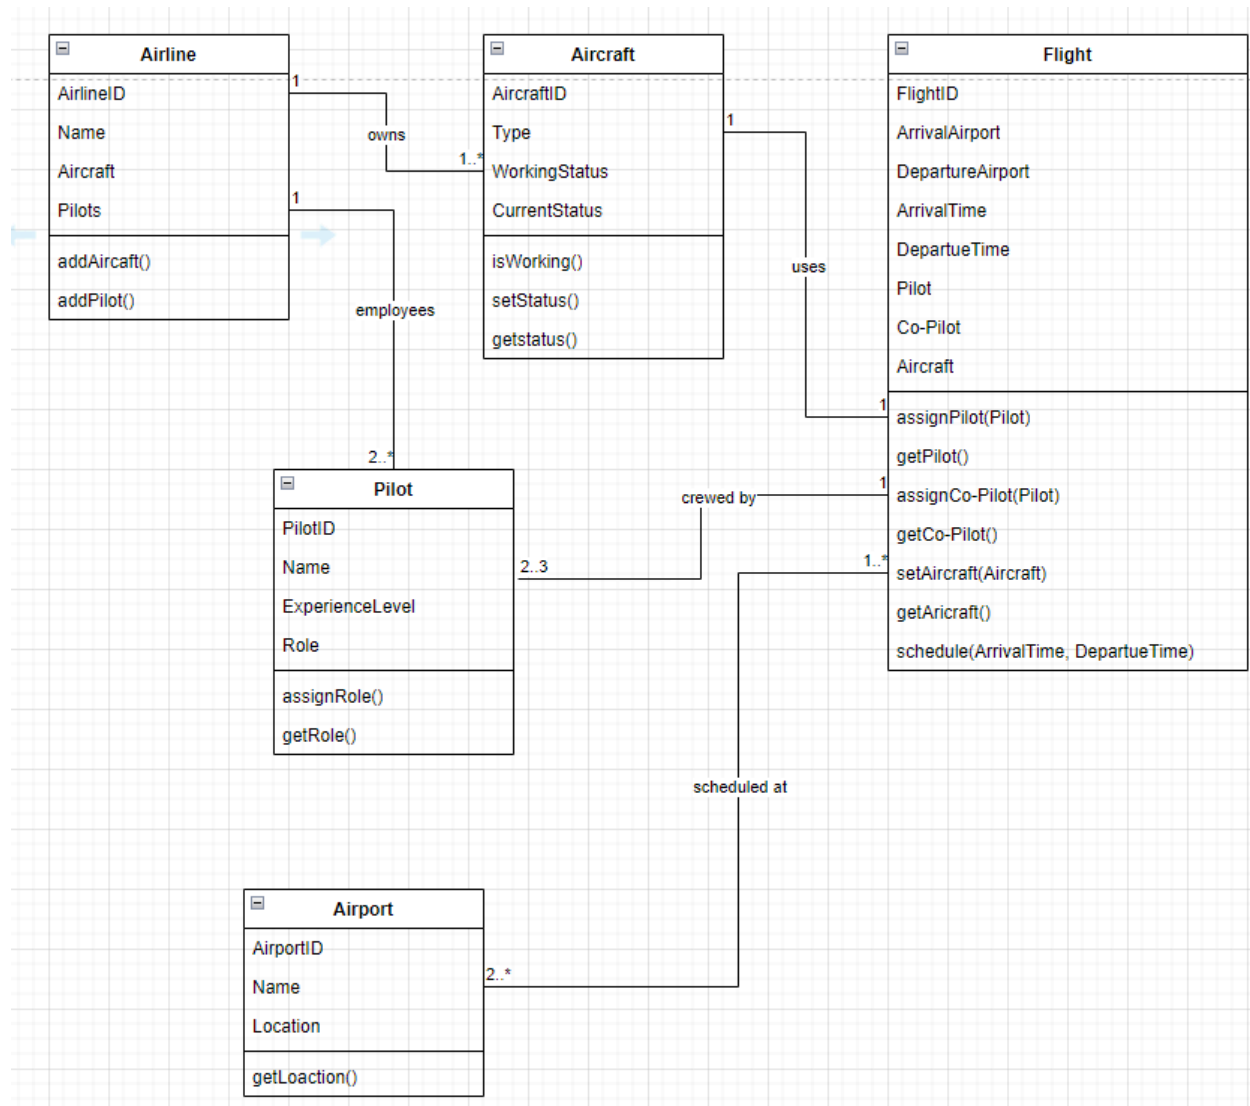 Airline
AirlineID
Name
Aircraft
Pilots
addAircaft()
addPilot()
1
owns
1..*
1
employees
2..*
Aircraft
AircraftID
Type
WorkingStatus
CurrentStatus
isWorking()
setStatus()
getstatus()
1
uses
1
Flight
FlightID
ArrivalAirport
DepartureAirport
ArrivalTime
DepartueTime
Pilot
Co-Pilot
Aircraft
assignPilot(Pilot)
getPilot()
assignCo-Pilot(Pilot)
getCo-Pilot()
setAircraft(Aircraft)
getAricraft()
schedule(ArrivalTime, DepartueTime)
Pilot
PilotID
Name
ExperienceLevel
Role
assignRole()
getRole()
2..3
crewed by
1
1..*
scheduled at
2..*
Airport
AirportID
Name
Location
getLoaction()